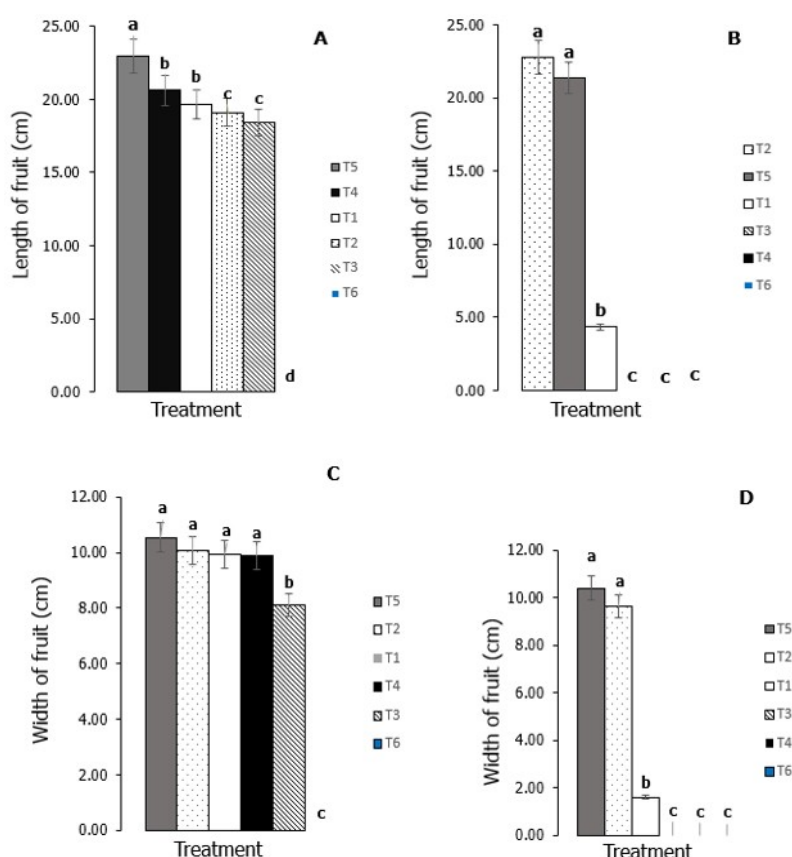 A
25.00
20.00
15.00
10.00
5.00
0.00
Length of fruit (cm)
a
b
b
c
c
d
Treatment
T5
T4
T1
T2
T3
T6
B
25.00
20.00
15.00
10.00
5.00
0.00
Length of fruit (cm)
a
a
b
c
c
c
Treatment
T2
T5
T1
T3
T4
T6
C
12.00
10.00
8.00
6.00
4.00
2.00
0.00
Width of fruit (cm)
a
a
a
a
b
c
Treatment
T5
T2
T1
T4
T3
T6
D
12.00
10.00
8.00
6.00
4.00
2.00
0.00
Width of fruit (cm)
a
a
b
c
c
c
Treatment
T5
T2
T1
T3
T4
T6